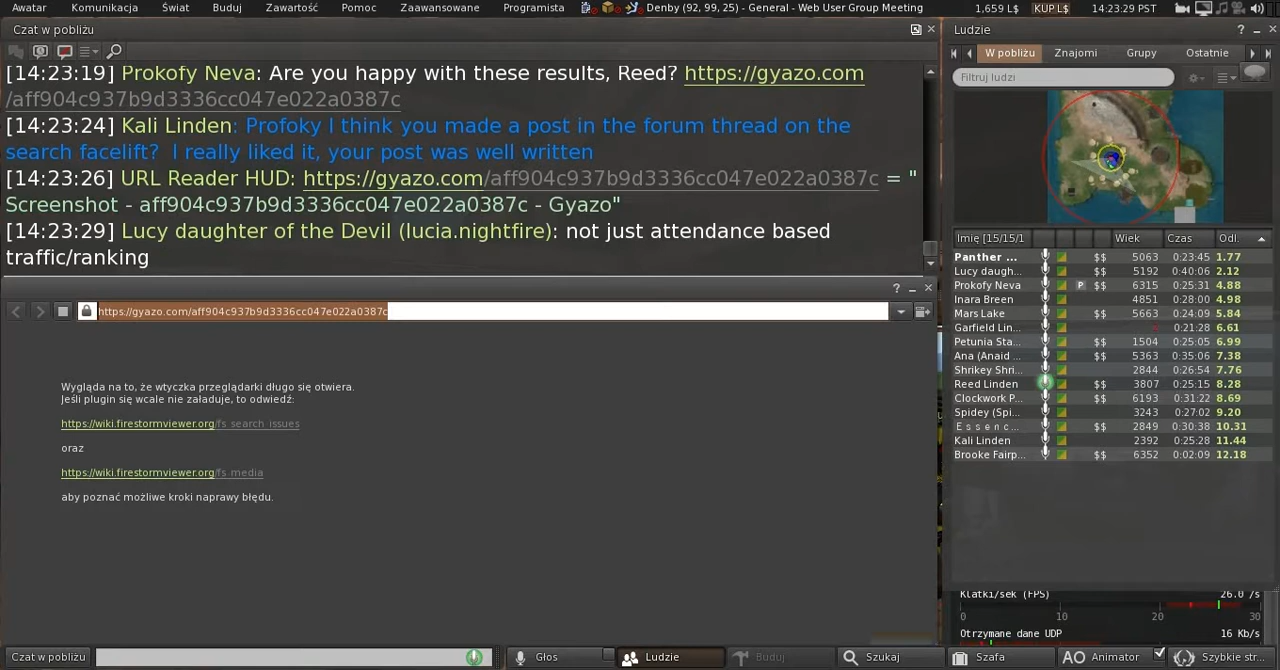 Awatar Komunikacja Świat Buduj Zawartość Pomoc Zaawansowane Programista Denby (92, 99, 25) - General - Web User Group Meeting 1,659 L$ KUP L$ 14:23:29 PST
Czat w pobliżu
[14:23:19] Prokofy Neva: Are you happy with these results, Reed? https://gyazo.com
/aff904c937b9d3336cc047e022a0387c
[14:23:24] Kali Linden: Profoky I think you made a post in the forum thread on the
search facelift? I really liked it, your post was well written
[14:23:26] URL Reader HUD: https://gyazo.com/aff904c937b9d3336cc047e022a0387c = "
Screenshot - aff904c937b9d3336cc047e022a0387c - Gyazo"
[14:23:29] Lucy daughter of the Devil (lucia.nightfire): not just attendance based
traffic/ranking
https://gyazo.com/aff904c937b9d3336cc047e022a0387c
Wygląda na to, że wtyczka przeglądarki długo się otwiera.
Jeśli plugin się wcale nie załaduje, to odwiedź:
https://wiki.firestormviewer.org/fs_search_issues
oraz
https://wiki.firestormviewer.org/fs_media
aby poznać możliwe kroki naprawy błędu.
Ludzie
W pobliżu Znajomi Grupy Ostatnie
Filtruj ludzi
Imię [15/15/1 Wiek Czas Odl.
Panther ... $$ 5063 0:23:45 1.77
Lucy daugh... $$ 5192 0:40:06 2.12
Prokofy Neva P $$ 6315 0:25:31 4.88
Inara Breen 4851 0:28:00 4.98
Mars Lake $$ 5663 0:24:09 5.84
Garfield Lin... 0:21:28 6.61
Petunia Sta... $$ 1504 0:25:05 6.99
Ana (Anaid ... $$ 5363 0:35:06 7.38
Shrikey Shri... 2844 0:26:54 7.76
Reed Linden $$ 3807 0:25:15 8.28
Clockwork P... $$ 6193 0:31:22 8.69
Spidey (Spi... 3243 0:27:02 9.20
E s s e n c... $$ 2849 0:30:38 10.31
Kali Linden 2392 0:25:28 11.44
Brooke Fairp... $$ 6352 0:02:09 12.18
Klatki/sek (FPS) 26.0 /s
0 10 20 30
Otrzymane dane UDP 16 Kb/s
Czat w pobliżu Głos Ludzie Buduj Szukaj Szafa AO Animator Szybkie str...